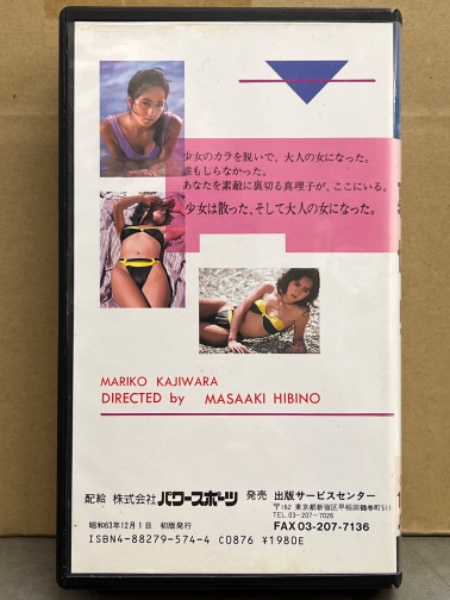 少女のカラを脱いで、大人の女になった。
誰もしらなかった。
あなたを素敵に裏切る真理子が、ここにいる。
少女は散った、そして大人の女になった。
MARIKO KAJIWARA
DIRECTED by MASAAKI HIBINO
配給 株式会社パワースポーツ 発売 出版サービスセンター
〒162 東京都新宿区早稲田鶴巻町511
TEL.03-207-7026
昭和63年12月1日 初版発行 FAX03-207-7136
ISBN4-88279-574-4 C0876 ¥1980E